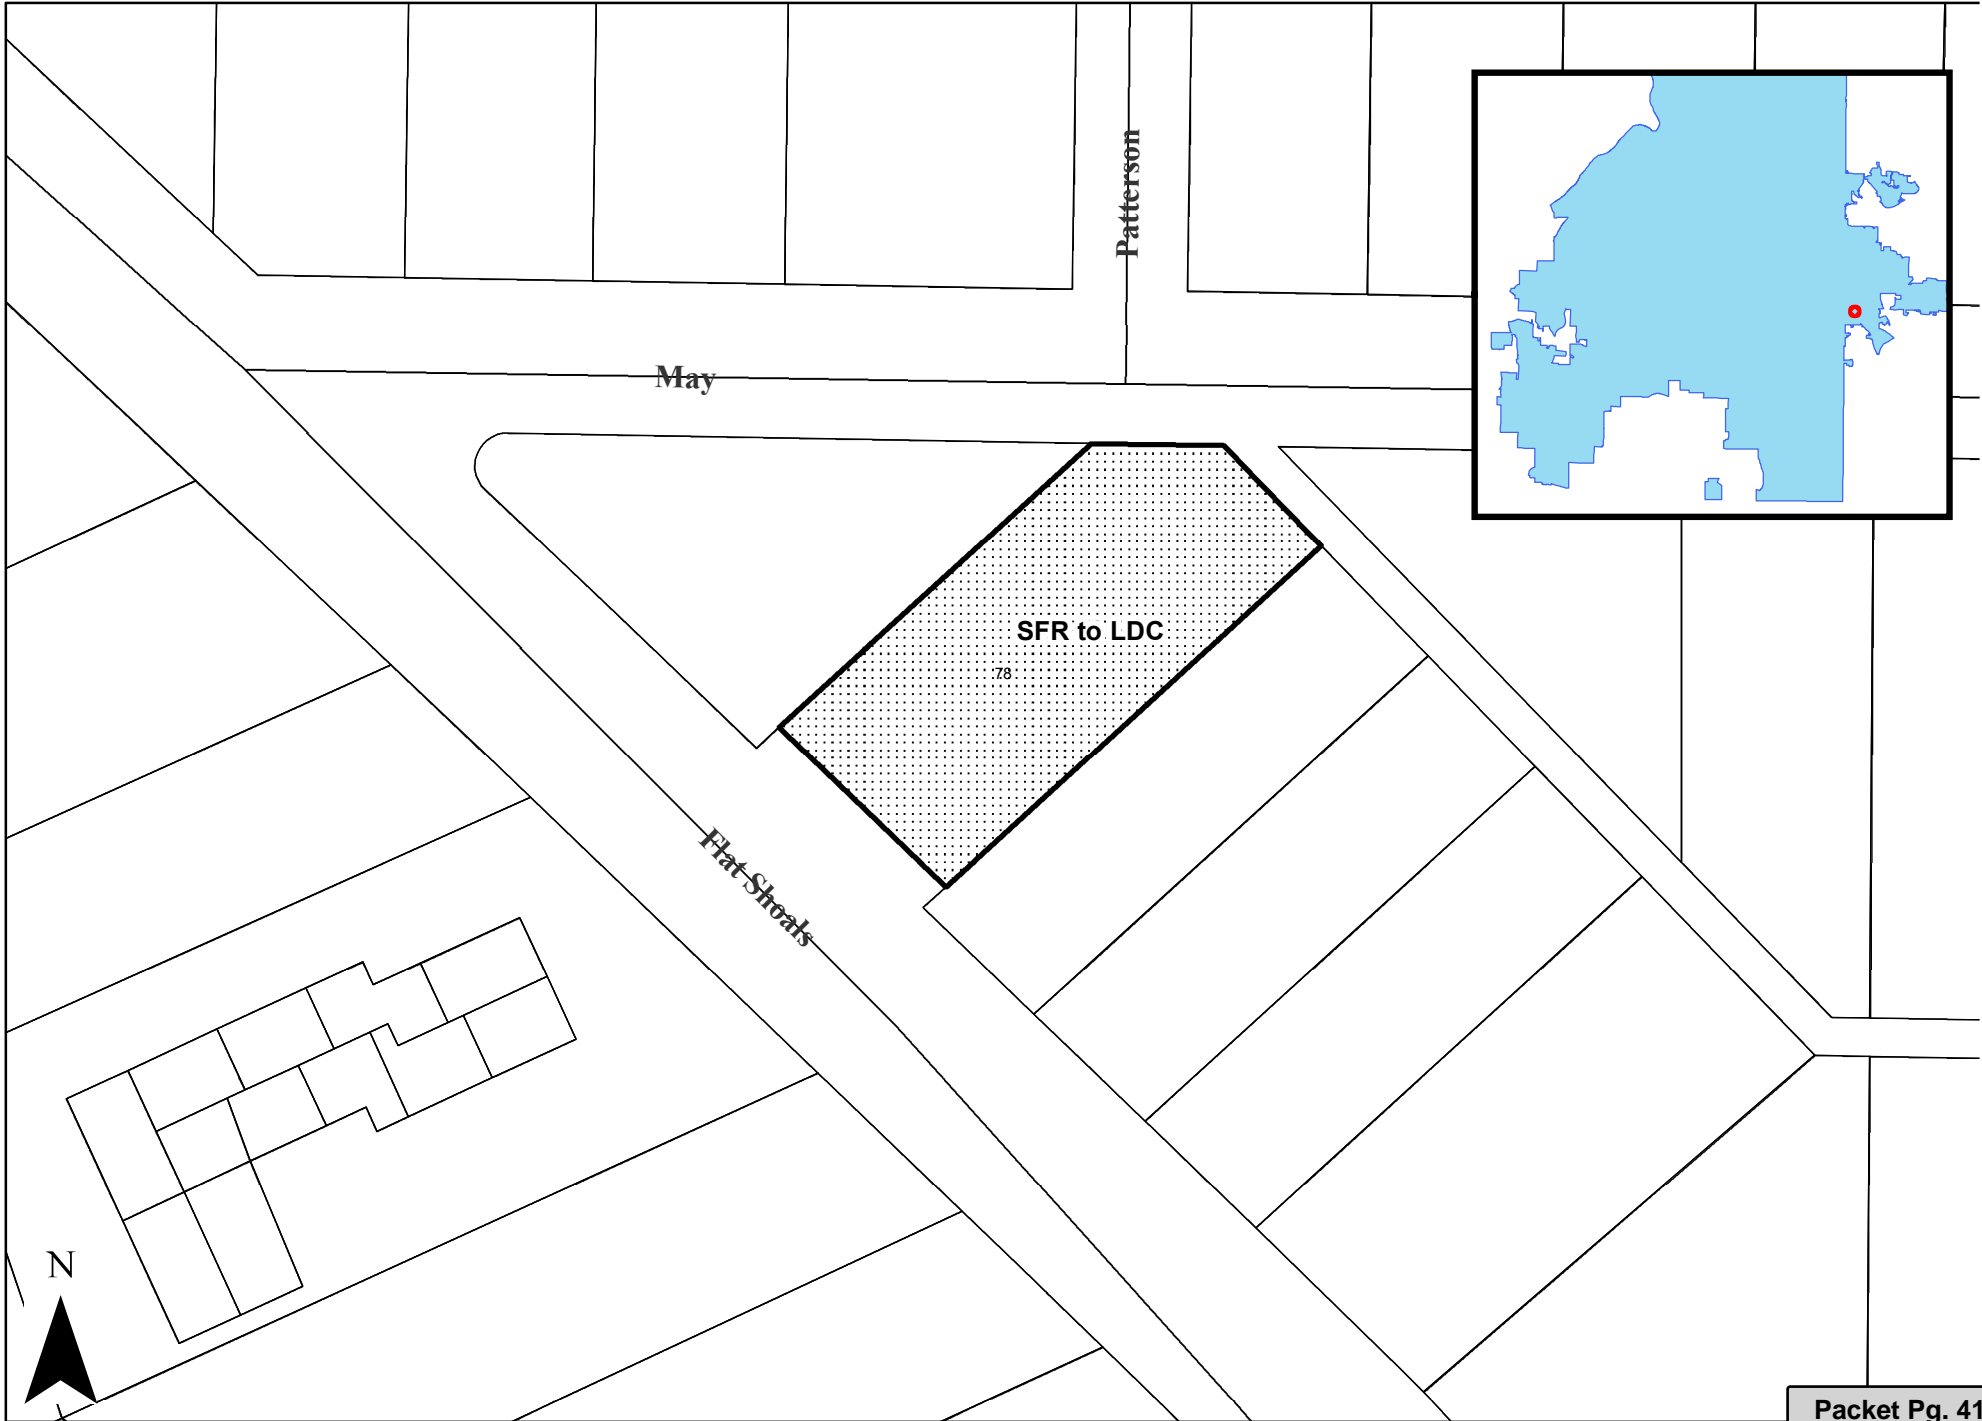 Patterson
May
SFR to LDC
78
Flat Shoals
N
Packet Pg. 41